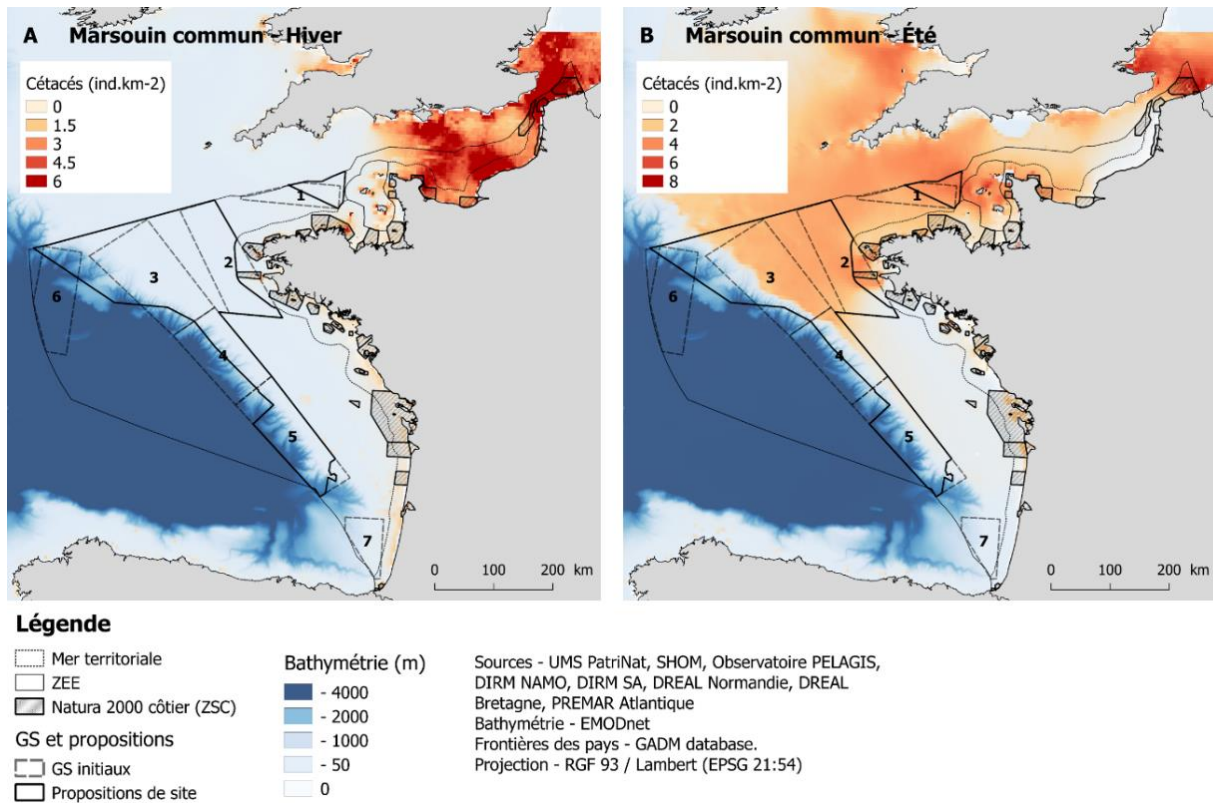 A Marsouin commun - Hiver
Cétacés (ind.km-2)
0
1.5
3
4.5
6
1
2
3
4
5
6
7
0 100 200 km
B Marsouin commun - Été
Cétacés (ind.km-2)
0
2
4
6
8
1
2
3
4
5
6
7
0 100 200 km
Légende
Mer territoriale
ZEE
Natura 2000 côtier (ZSC)
GS et propositions
GS initiaux
Propositions de site
Bathymétrie (m)
- 4000
- 2000
- 1000
- 50
0
Sources - UMS PatriNat, SHOM, Observatoire PELAGIS,
DIRM NAMO, DIRM SA, DREAL Normandie, DREAL
Bretagne, PREMAR Atlantique
Bathymétrie - EMODnet
Frontières des pays - GADM database.
Projection - RGF 93 / Lambert (EPSG 21:54)